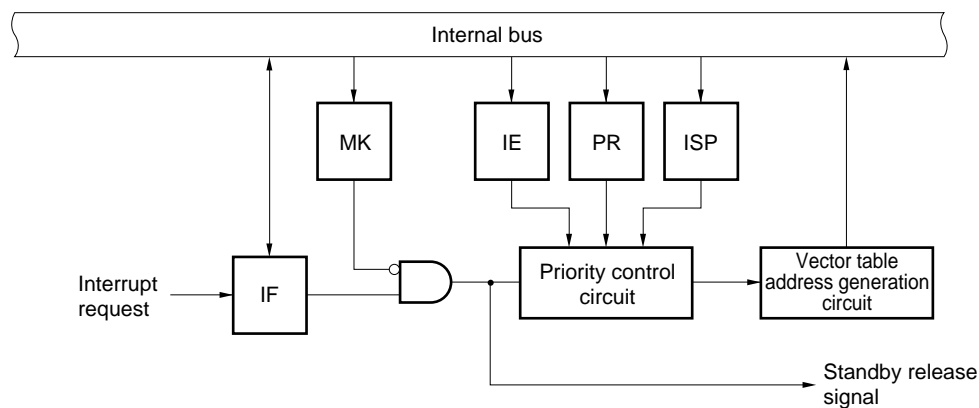 Internal bus
MK
IE
PR
ISP
Interrupt
request
IF
Priority control
circuit
Vector table
address generation
circuit
Standby release
signal